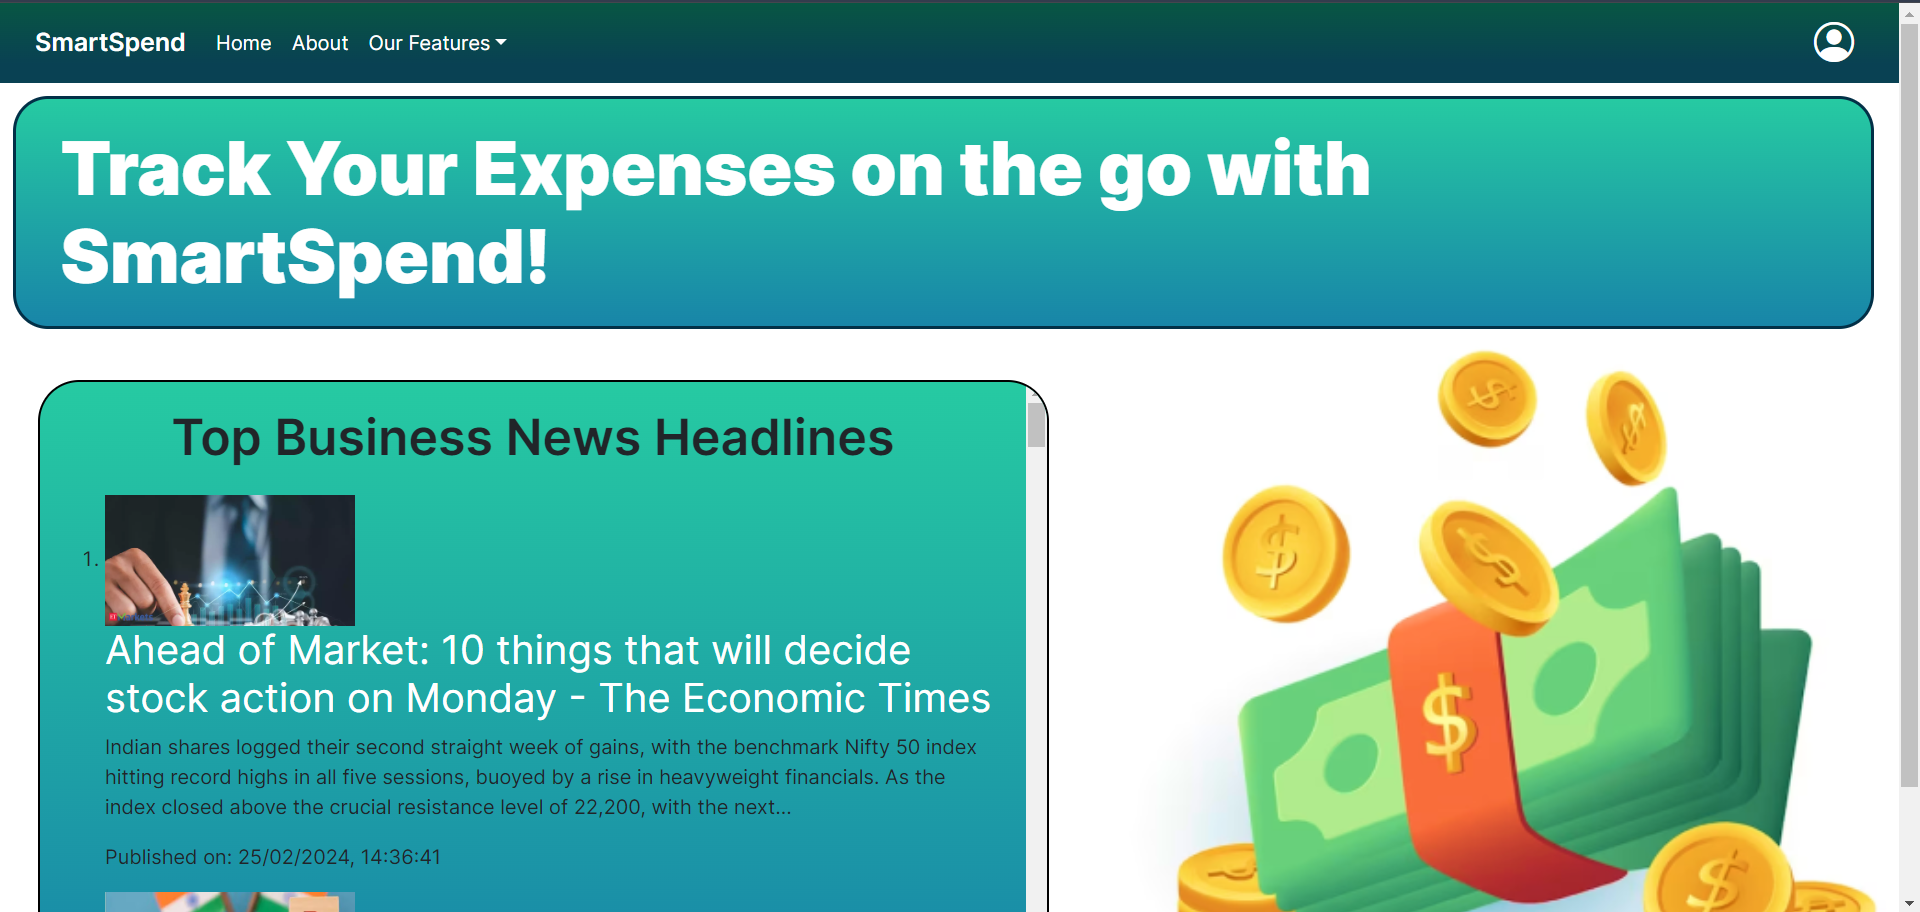 SmartSpend Home About Our Features
Track Your Expenses on the go with
SmartSpend!
Top Business News Headlines
1.
Ahead of Market: 10 things that will decide
stock action on Monday - The Economic Times
Indian shares logged their second straight week of gains, with the benchmark Nifty 50 index
hitting record highs in all five sessions, buoyed by a rise in heavyweight financials. As the
index closed above the crucial resistance level of 22,200, with the next...
Published on: 25/02/2024, 14:36:41
$
$
$
$
$
$
$